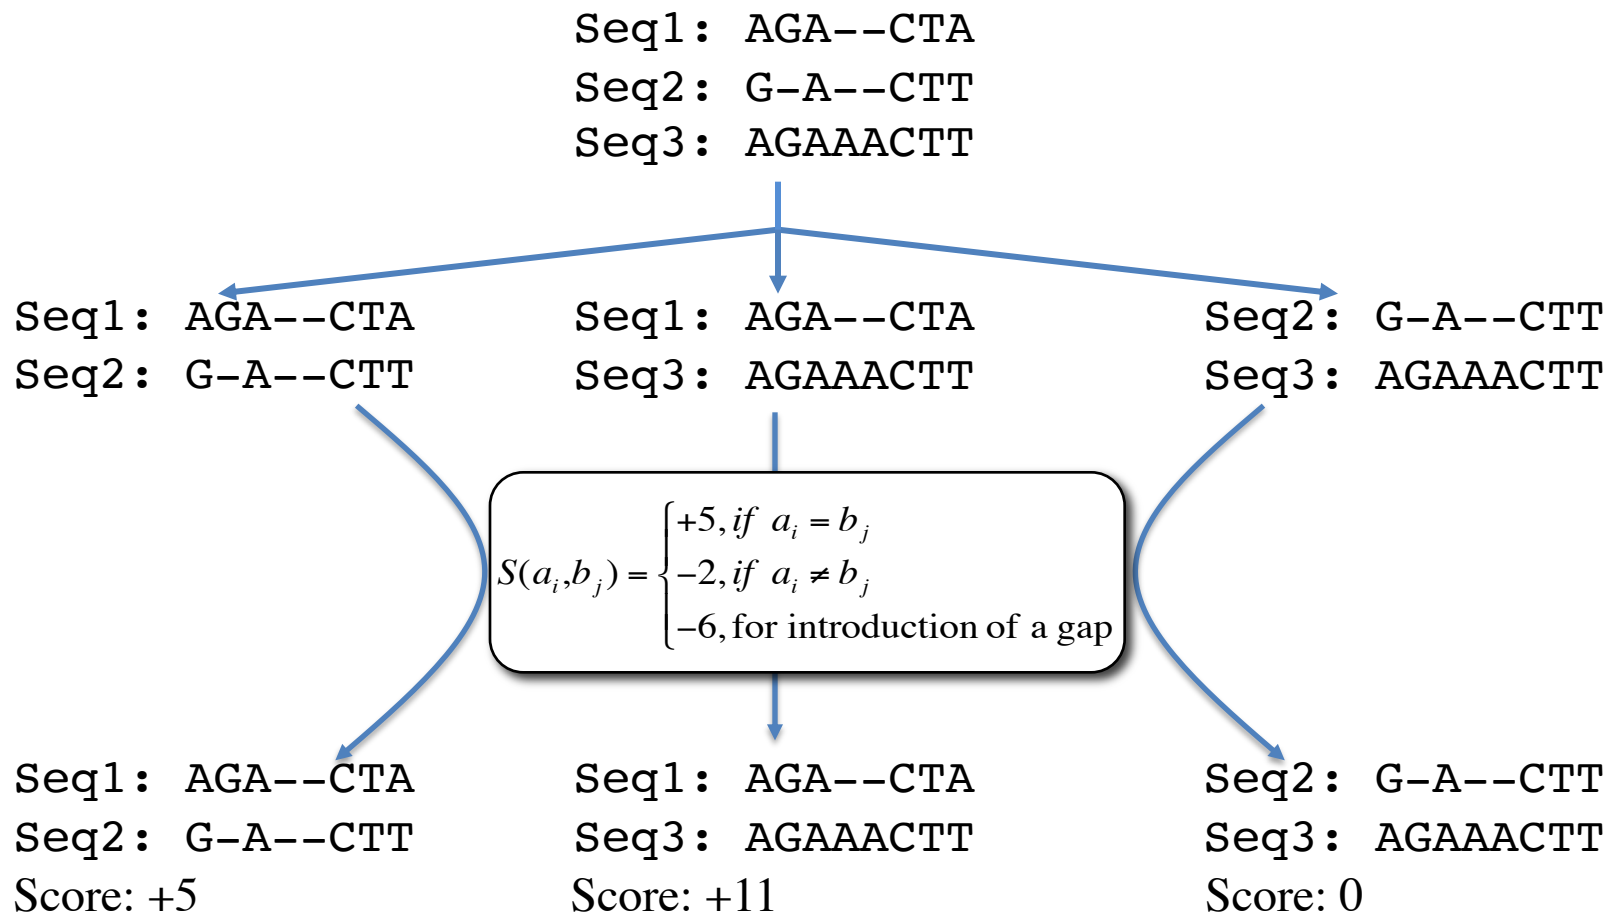 Seq1: AGA--CTA
Seq2: G-A--CTT
Seq3: AGAAACTT
Seq1: AGA--CTA
Seq2: G-A--CTT
Seq1: AGA--CTA
Seq3: AGAAACTT
Seq2: G-A--CTT
Seq3: AGAAACTT
S(a_i,b_j) = {
+5, if a_i = b_j
−2, if a_i ≠ b_j
−6, for introduction of a gap
Seq1: AGA--CTA
Seq2: G-A--CTT
Score: +5
Seq1: AGA--CTA
Seq3: AGAAACTT
Score: +11
Seq2: G-A--CTT
Seq3: AGAAACTT
Score: 0